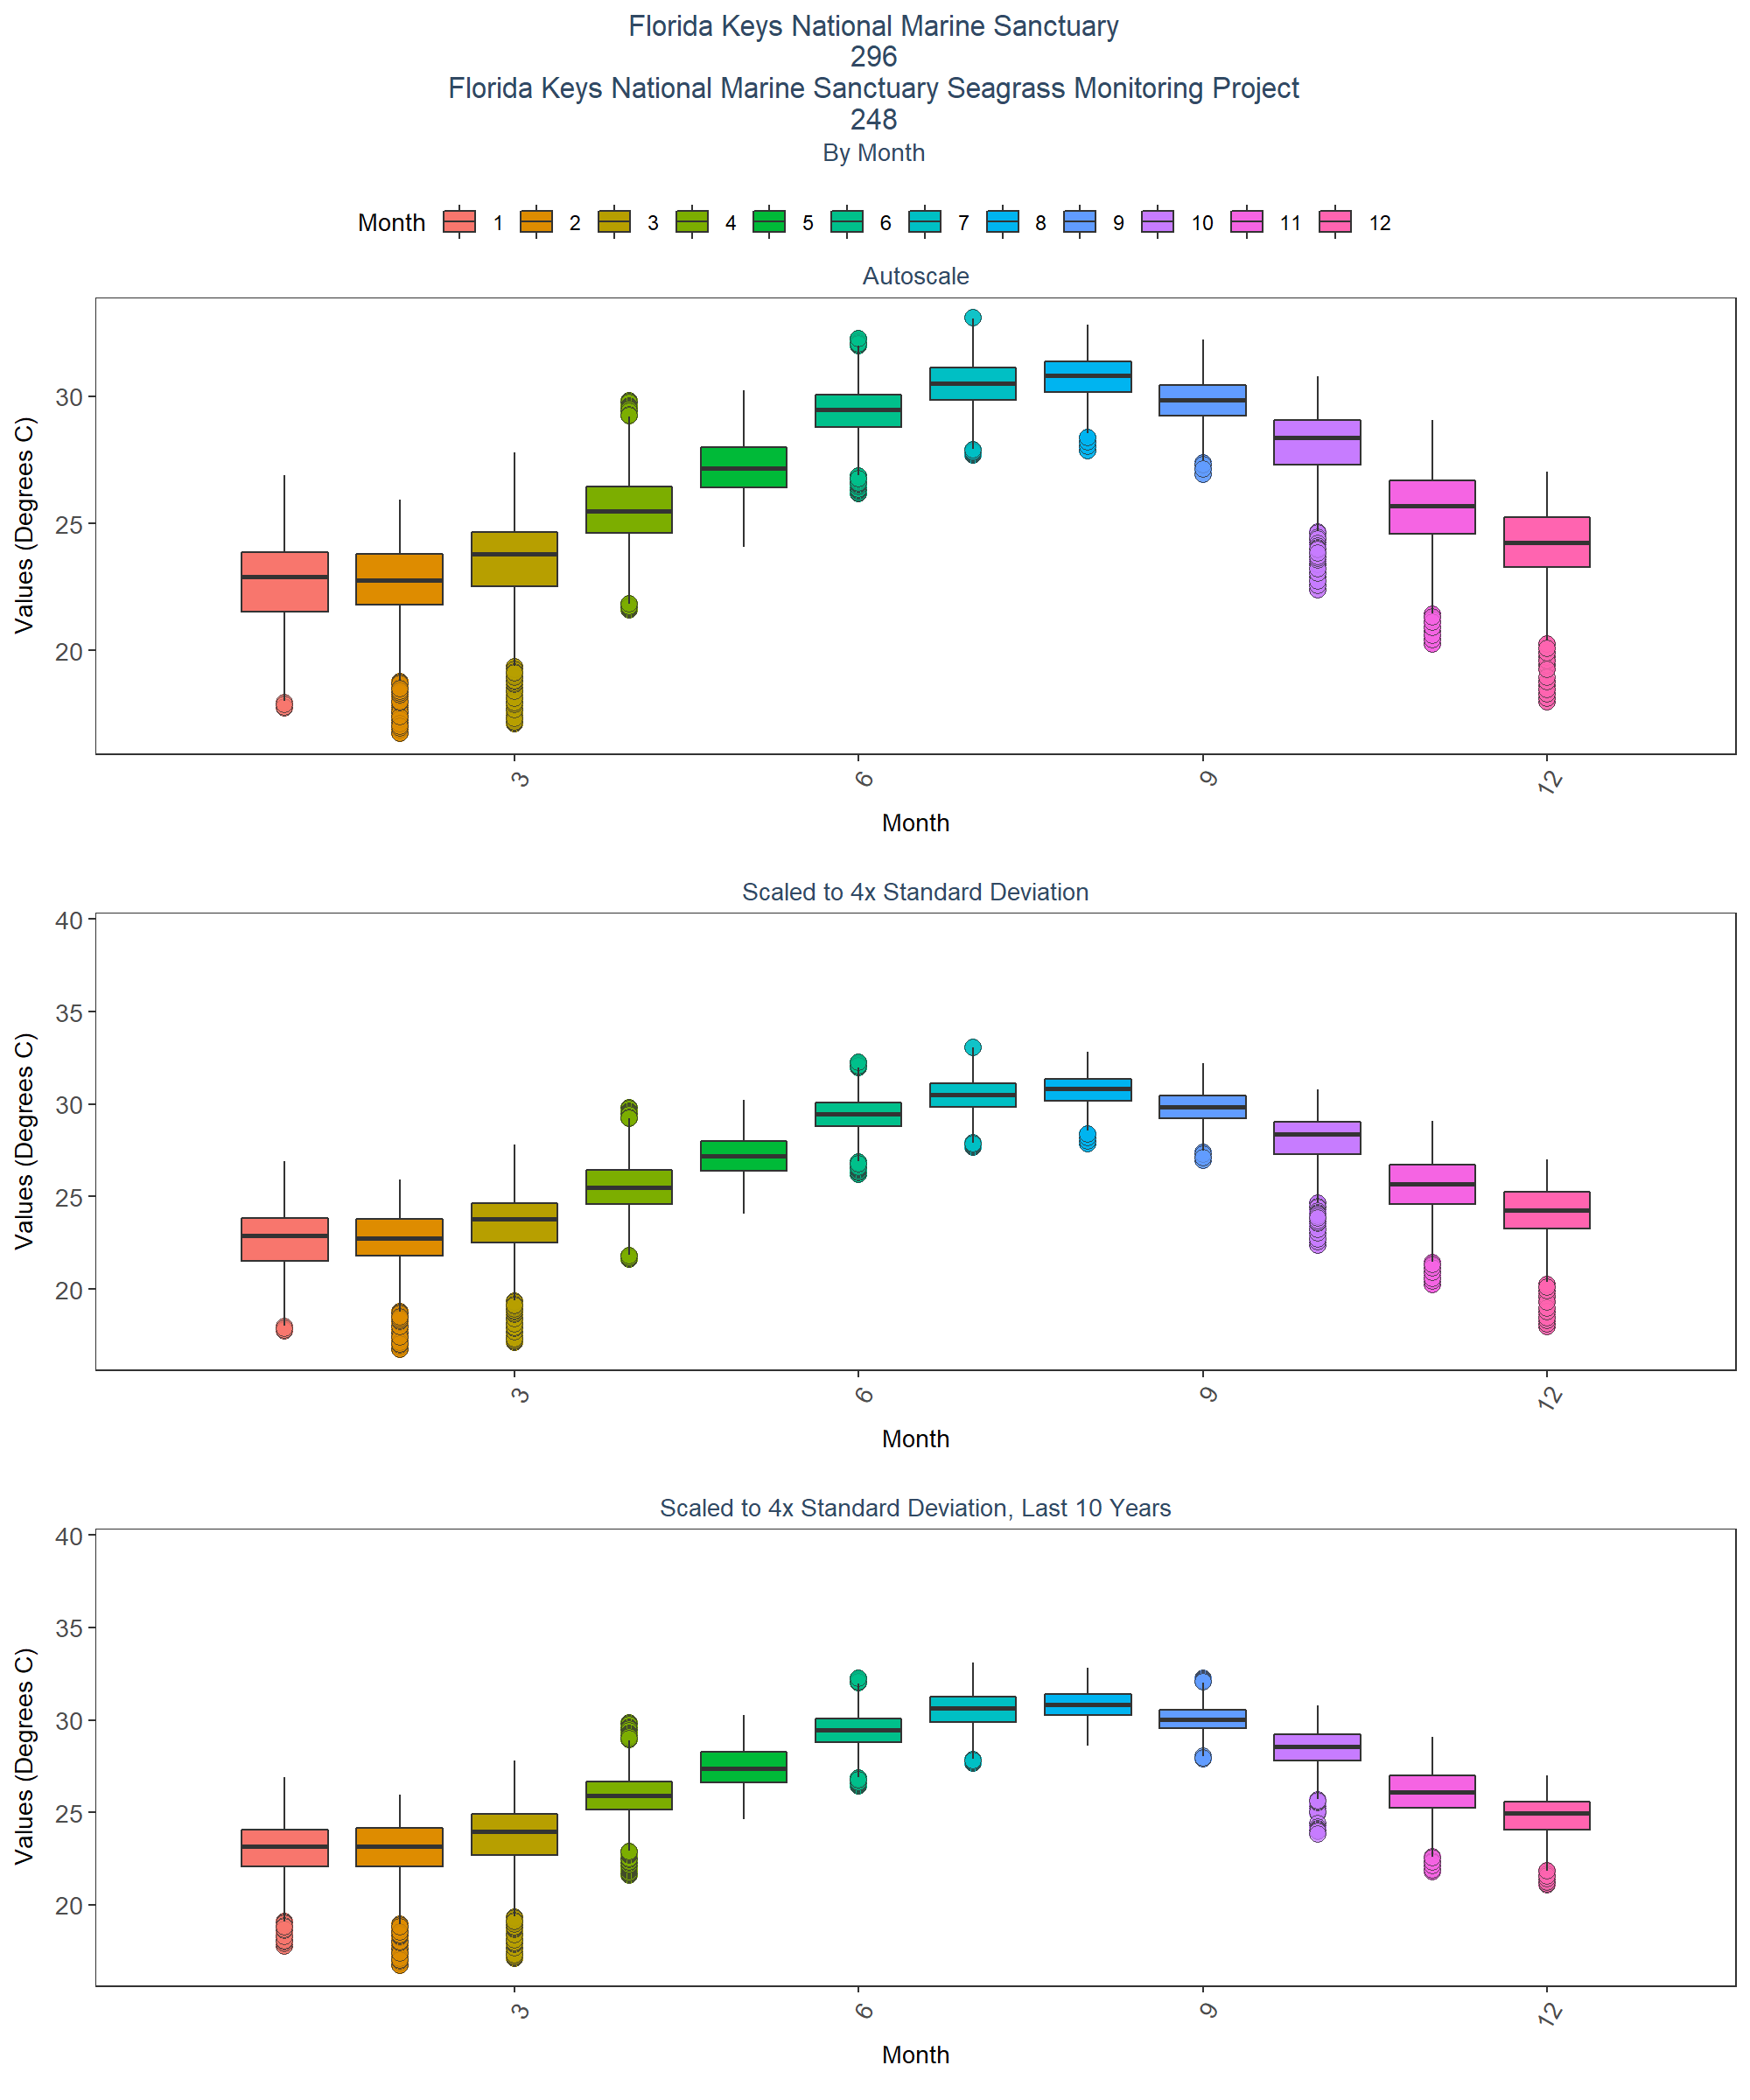 Florida Keys National Marine Sanctuary
296
Florida Keys National Marine Sanctuary Seagrass Monitoring Project
248
By Month
Month 1 2 3 4 5 6 7 8 9 10 11 12
Autoscale
Values (Degrees C)
30
25
20
3 6 9 12
Month
Scaled to 4x Standard Deviation
Values (Degrees C)
40
35
30
25
20
3 6 9 12
Month
Scaled to 4x Standard Deviation, Last 10 Years
Values (Degrees C)
40
35
30
25
20
3 6 9 12
Month